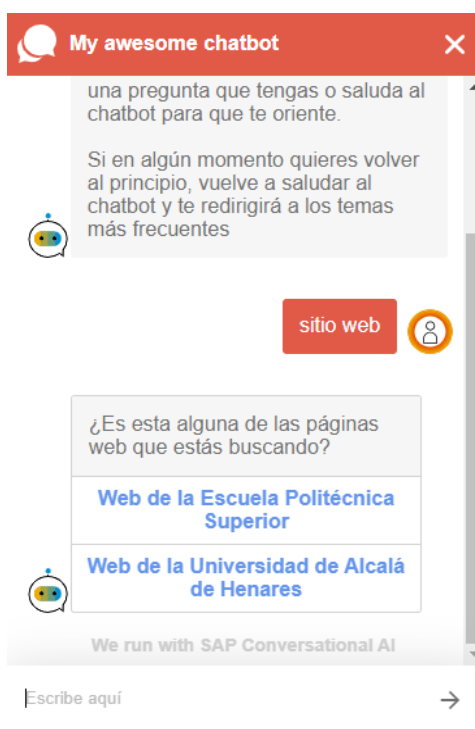 My awesome chatbot
una pregunta que tengas o saluda al
chatbot para que te oriente.
Si en algún momento quieres volver
al principio, vuelve a saludar al
chatbot y te redirigirá a los temas
más frecuentes
sitio web
¿Es esta alguna de las páginas
web que estás buscando?
Web de la Escuela Politécnica
Superior
Web de la Universidad de Alcalá
de Henares
We run with SAP Conversational AI
Escribe aquí